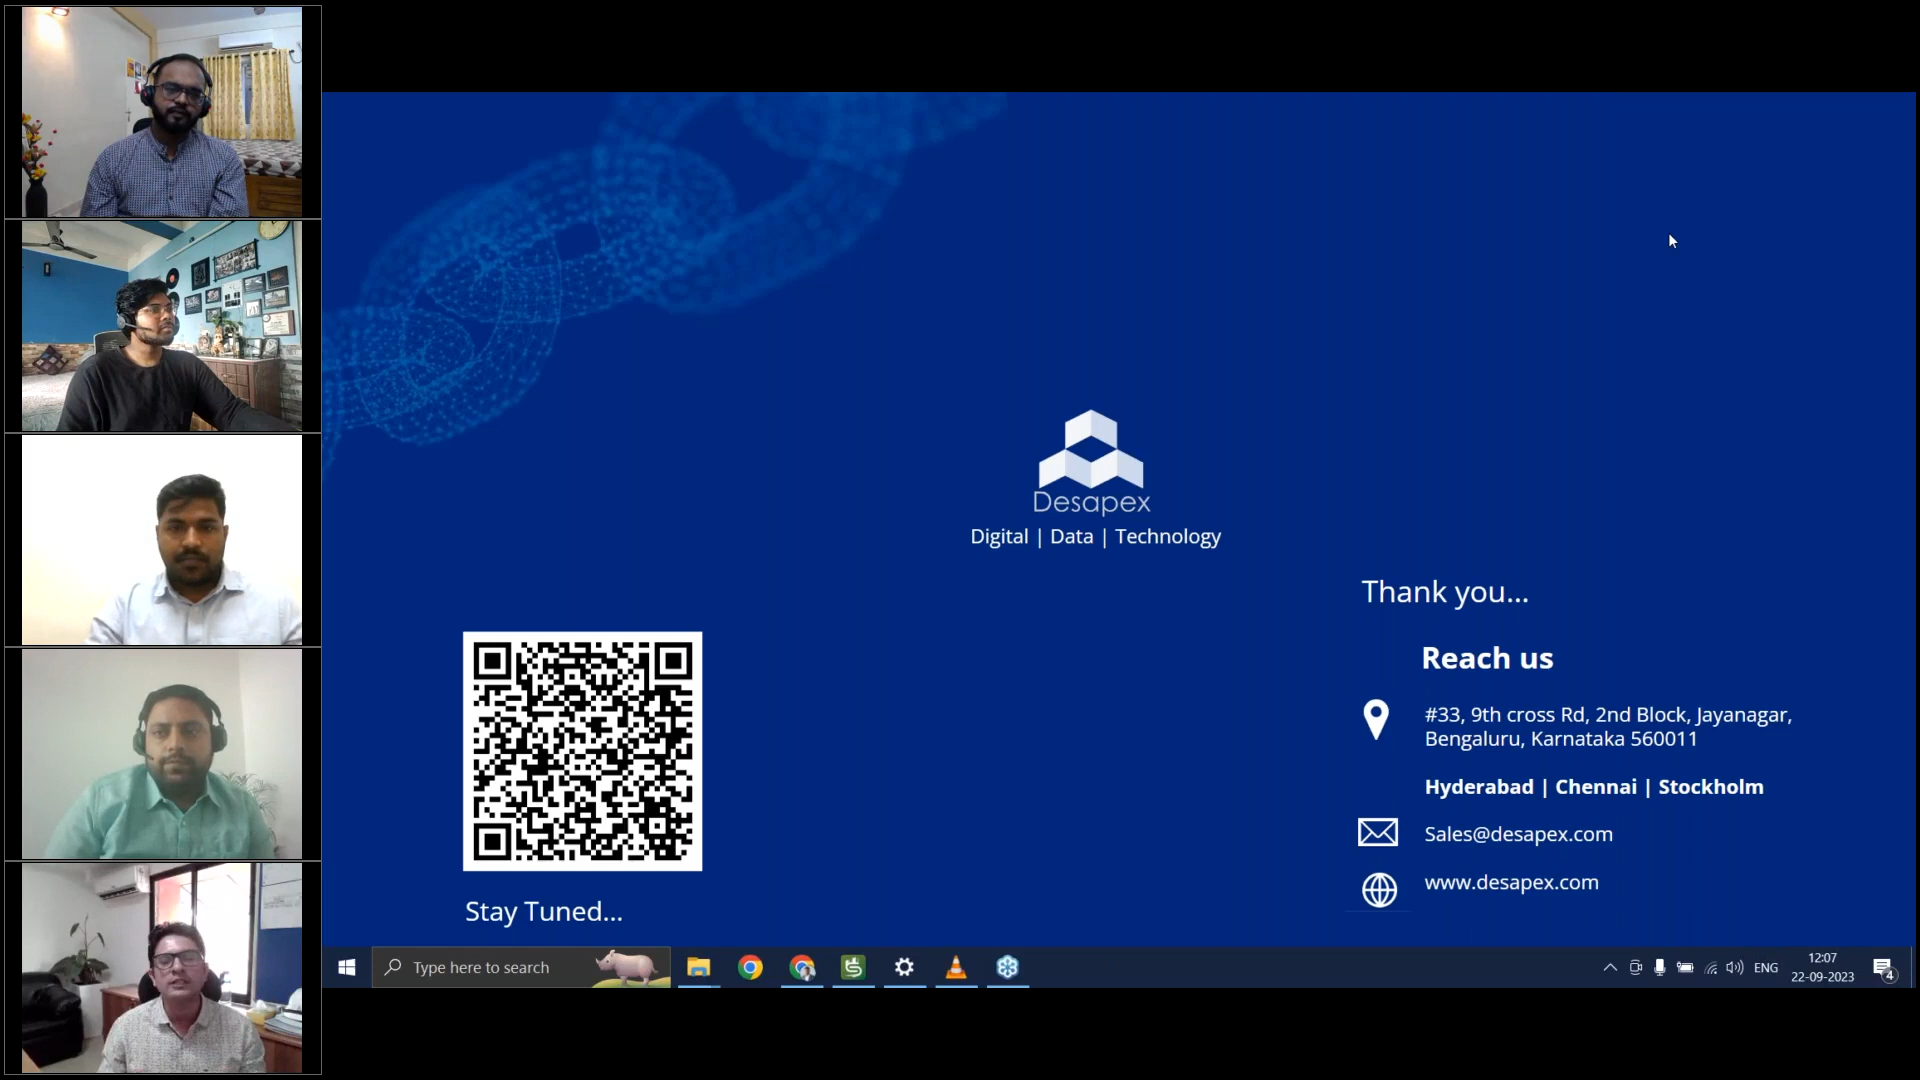 Desapex
Digital | Data | Technology
Thank you...
Reach us
#33, 9th cross Rd, 2nd Block, Jayanagar,
Bengaluru, Karnataka 560011
Hyderabad | Chennai | Stockholm
Sales@desapex.com
www.desapex.com
Stay Tuned...
Type here to search
ENG
12:07
22-09-2023
4